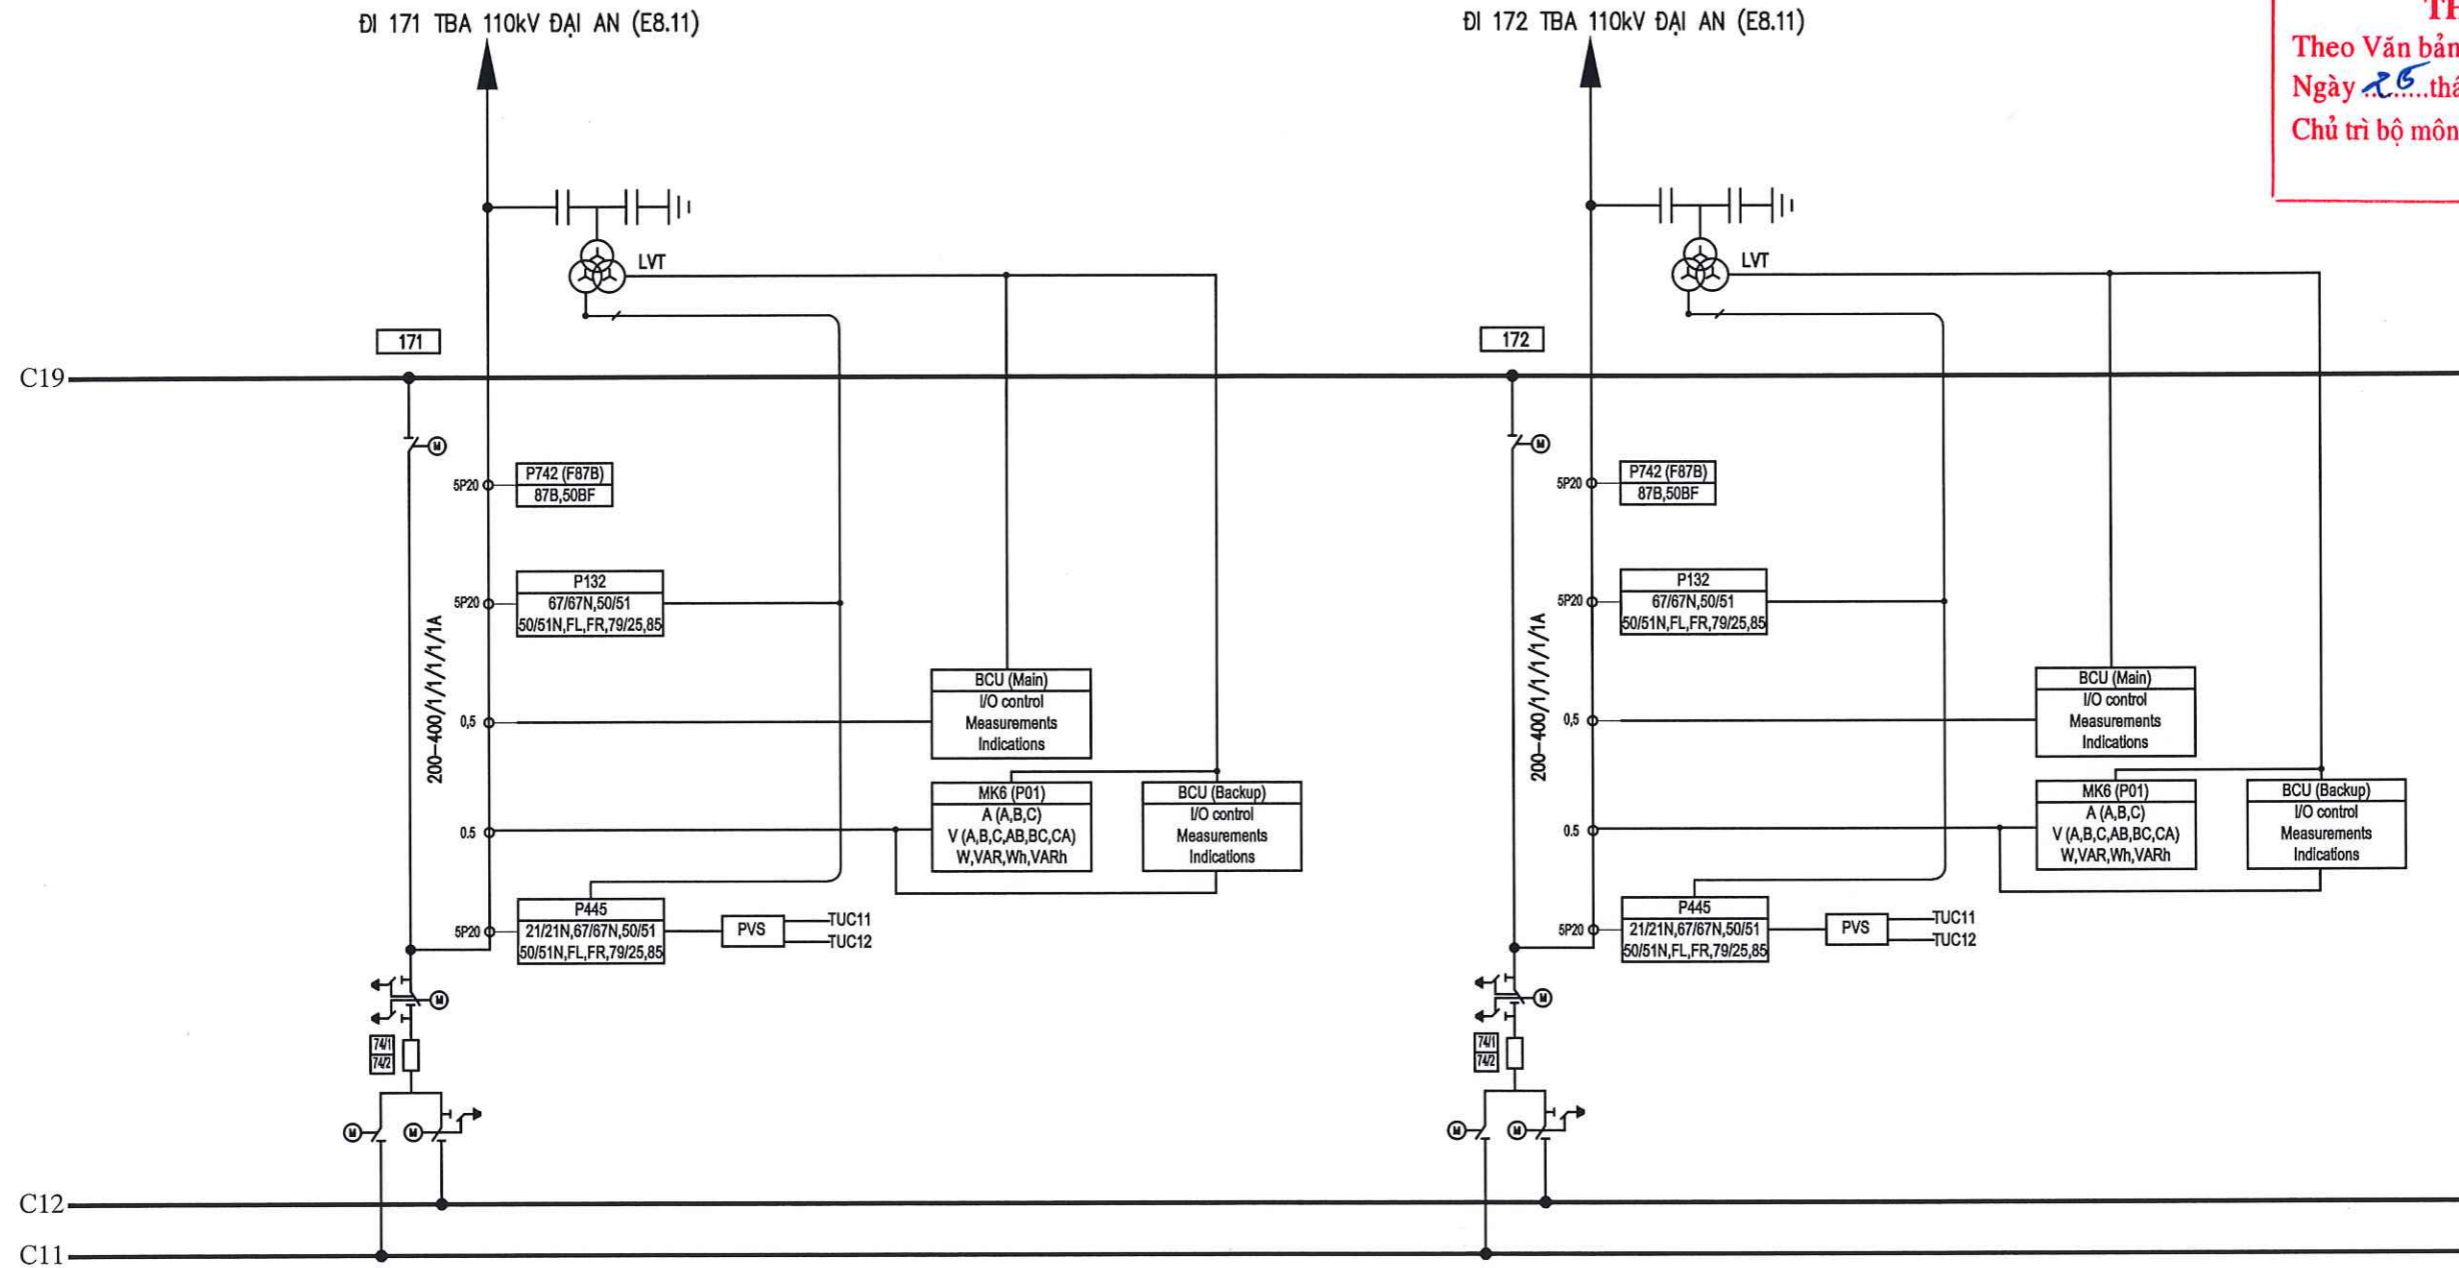 ĐI 171 TBA 110kV ĐẠI AN (E8.11)
ĐI 172 TBA 110kV ĐẠI AN (E8.11)
Theo Văn bản
Ngày 26
Chủ trì bộ môn
LVT
171
C19
M
5P20
P742 (F87B)
87B,50BF
5P20
P132
67/67N,50/51
50/51N,FL,FR,79/25,85
200-400/1/1/1/1/1A
0,5
BCU (Main)
I/O control
Measurements
Indications
0.5
MK6 (P01)
A (A,B,C)
V (A,B,C,AB,BC,CA)
W,VAR,Wh,VARh
BCU (Backup)
I/O control
Measurements
Indications
5P20
P445
21/21N,67/67N,50/51
50/51N,FL,FR,79/25,85
PVS
TUC11
TUC12
M
74/1
74/2
M
M
LVT
172
M
5P20
P742 (F87B)
87B,50BF
5P20
P132
67/67N,50/51
50/51N,FL,FR,79/25,85
200-400/1/1/1/1/1A
0,5
BCU (Main)
I/O control
Measurements
Indications
0.5
MK6 (P01)
A (A,B,C)
V (A,B,C,AB,BC,CA)
W,VAR,Wh,VARh
BCU (Backup)
I/O control
Measurements
Indications
5P20
P445
21/21N,67/67N,50/51
50/51N,FL,FR,79/25,85
PVS
TUC11
TUC12
M
74/1
74/2
M
M
C12
C11